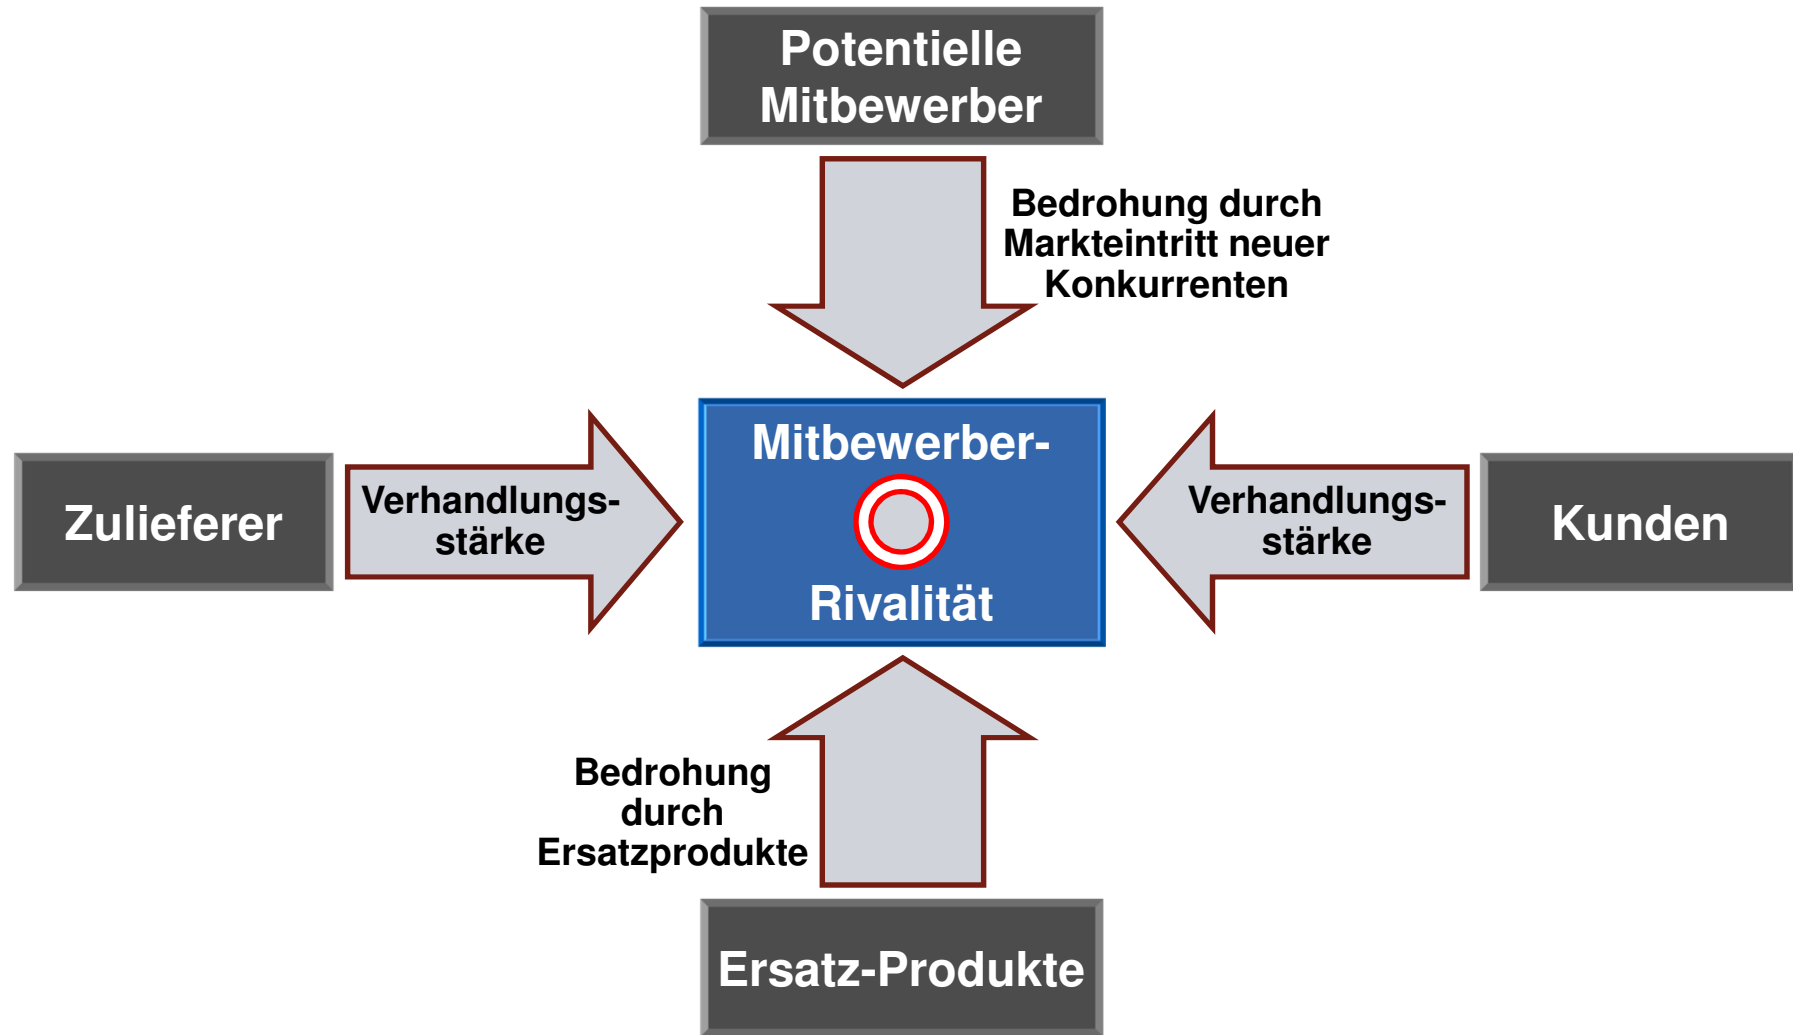 Potentielle
Mitbewerber
Bedrohung durch
Markteintritt neuer
Konkurrenten
Zulieferer
Verhandlungs-
stärke
Mitbewerber-
Rivalität
Verhandlungs-
stärke
Kunden
Bedrohung
durch
Ersatzprodukte
Ersatz-Produkte